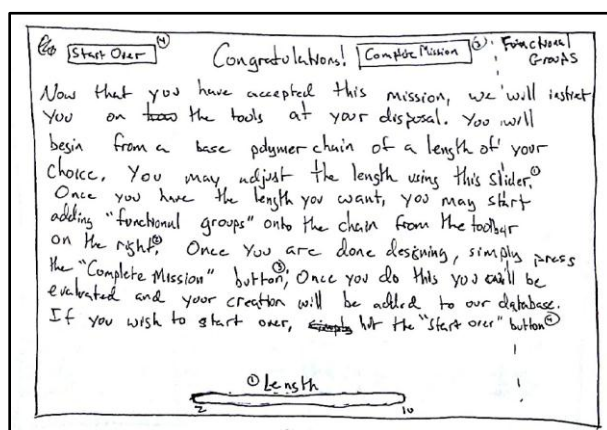 Start Over ④ Congratulations! Complete Mission ③ Functional Groups
Now that you have accepted this mission, we will instruct
you on the tools at your disposal. You will
begin from a base polymer chain of a length of your
choice. You may adjust the length using this slider.①
Once you have the length you want, you may start
adding "functional groups" onto the chain from the toolbar
on the right②. Once You are done designing, simply press
the "Complete Mission" button③, Once you do this you will be
evaluated and your creation will be added to our database.
If you wish to start over, hit the "start over" button④
① Length
2 10